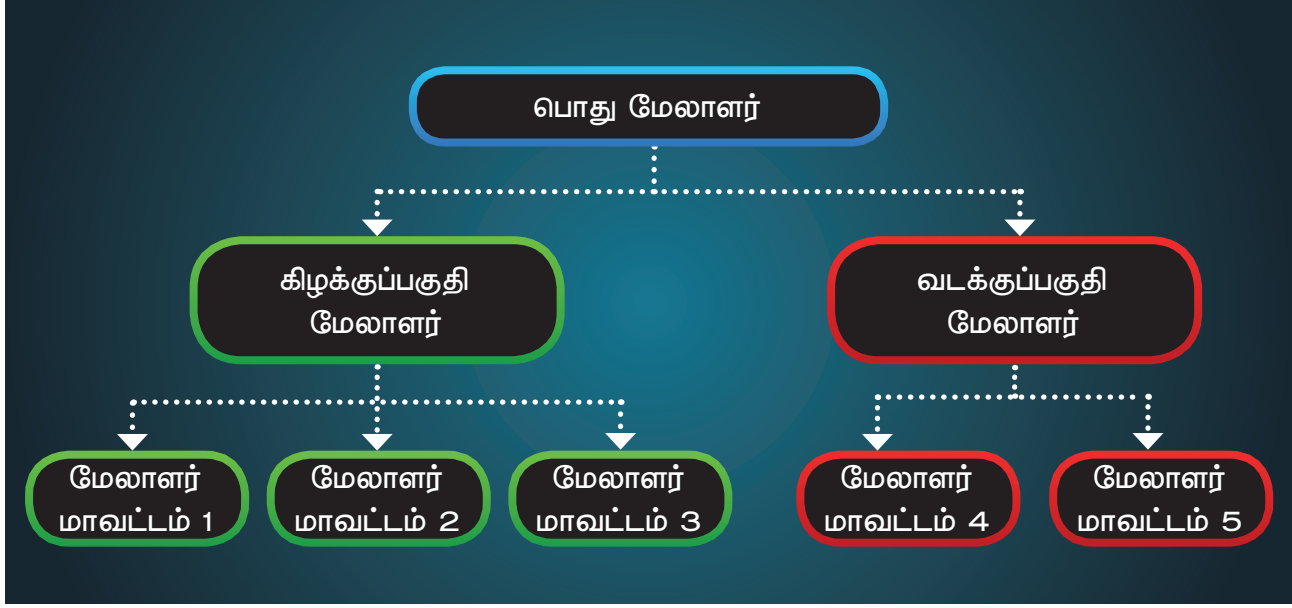 பொது மேலாளர்
கிழக்குப்பகுதி
மேலாளர்
வடக்குப்பகுதி
மேலாளர்
மேலாளர்
மாவட்டம் 1
மேலாளர்
மாவட்டம் 2
மேலாளர்
மாவட்டம் 3
மேலாளர்
மாவட்டம் 4
மேலாளர்
மாவட்டம் 5